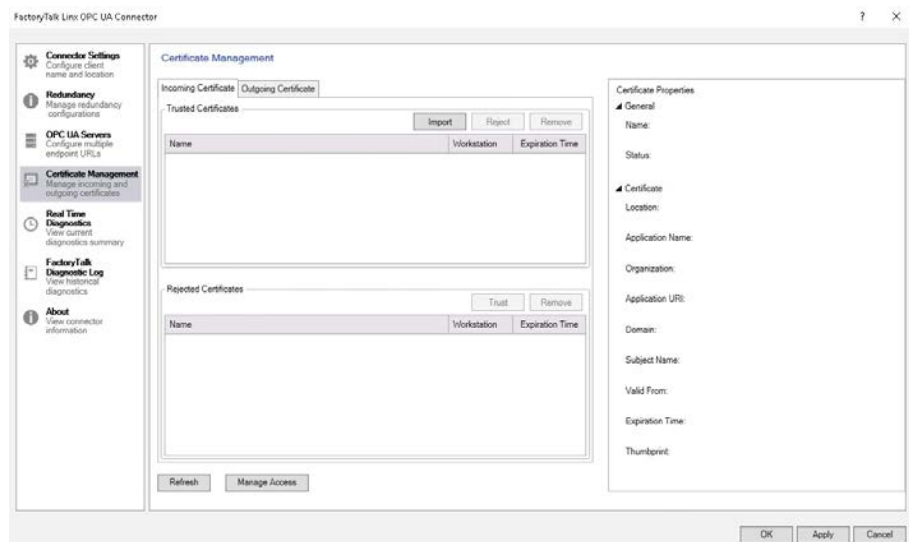 FactoryTalk Linx OPC UA Connector
? ×
Connector Settings
Configure client
name and location
Redundancy
Manage redundancy
configurations
OPC UA Servers
Configure multiple
endpoint URLs
Certificate Management
Manage incoming and
outgoing certificates
Real Time
Diagnostics
View current
diagnostics summary
FactoryTalk
Diagnostic Log
View historical
diagnostics
About
View connector
information
Certificate Management
Incoming Certificate Outgoing Certificate
Trusted Certificates
Import Reject Remove
Name Workstation Expiration Time
Rejected Certificates
Trust Remove
Name Workstation Expiration Time
Refresh Manage Access
Certificate Properties
General
Name:
Status:
Certificate
Location:
Application Name:
Organization:
Application URI:
Domain:
Subject Name:
Valid From:
Expiration Time:
Thumbprint:
OK Apply Cancel